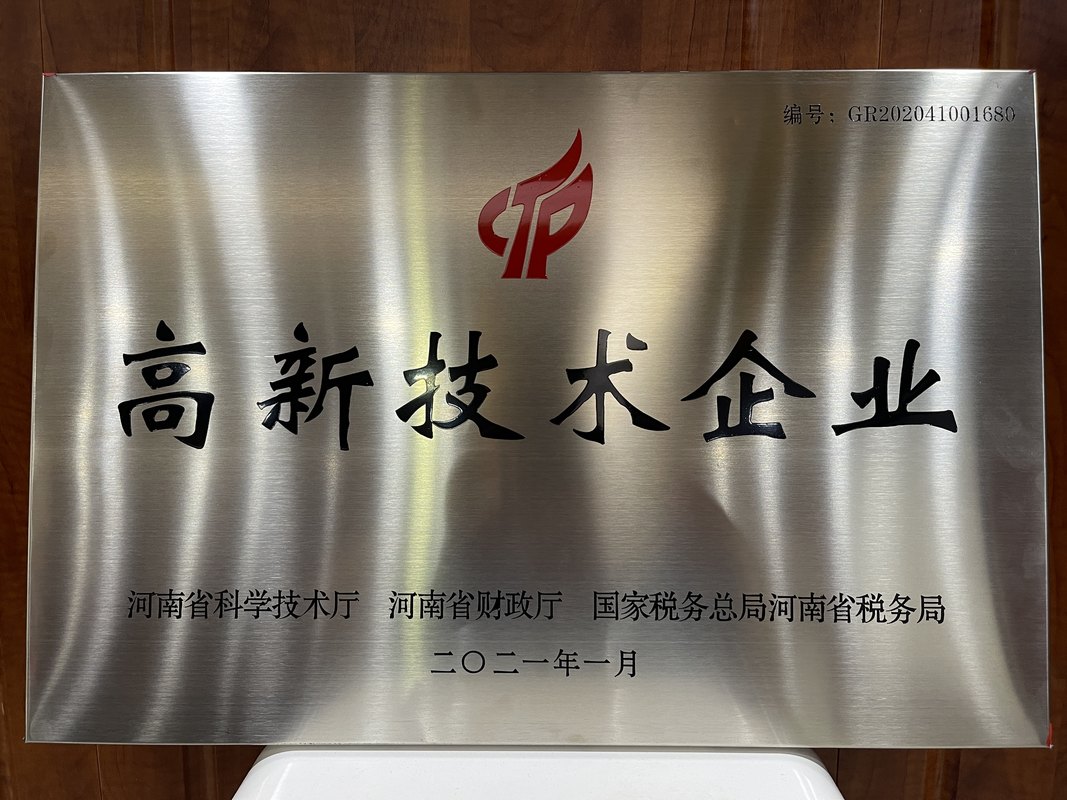 编号：GR202041001680
CTP
高新技术企业
河南省科学技术厅 河南省财政厅 国家税务总局河南省税务局
二〇二一年一月